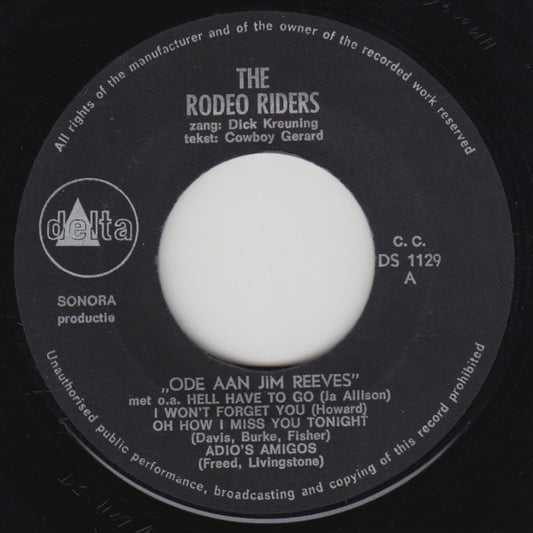 All rights of the manufacturer and of the owner of the recorded work reserved
THE
RODEO RIDERS
zang: Dick Kreuning
tekst: Cowboy Gerard
delta
SONORA
productie
C. C.
DS 1129
A
„ODE AAN JIM REEVES”
met o.a. HELL HAVE TO GO (Ja Allison)
I WON'T FORGET YOU (Howard)
OH HOW I MISS YOU TONIGHT
(Davis, Burke, Fisher)
ADIO'S AMIGOS
(Freed, Livingstone)
Unauthorised public performance, broadcasting and copying of this record prohibited